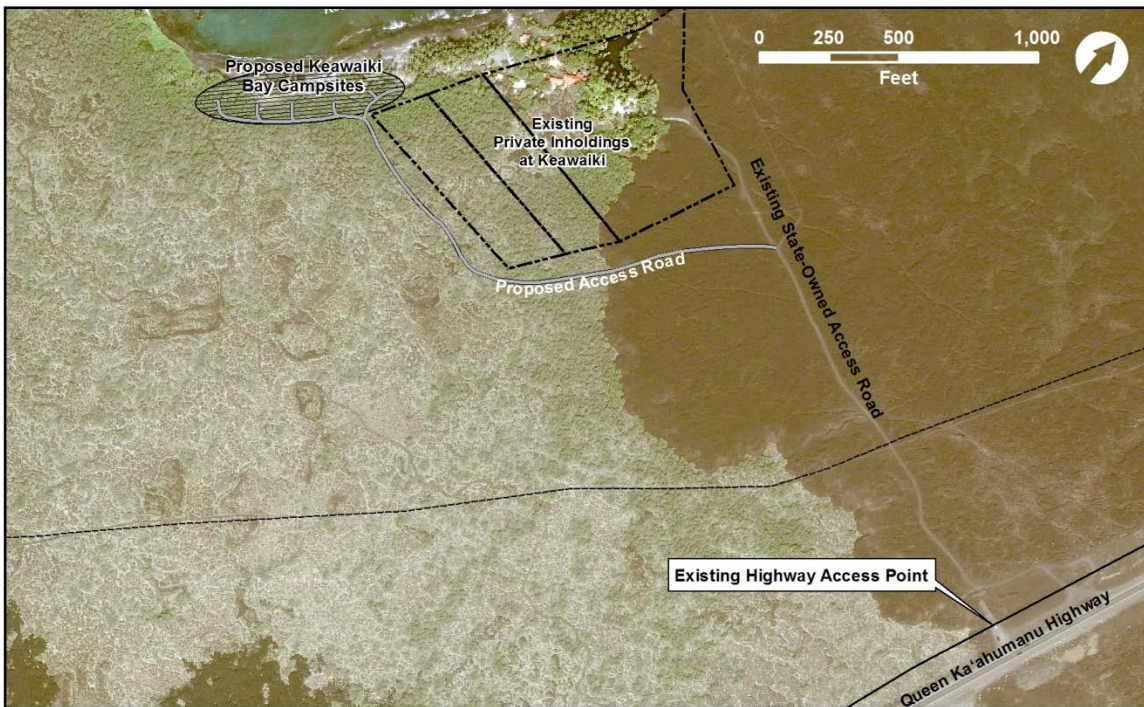 0 250 500 1,000
Feet
Proposed Keawaiki
Bay Campsites
Existing
Private Inholdings
at Keawaiki
Existing State-Owned Access Road
Proposed Access Road
Existing Highway Access Point
Queen Ka‘ahumanu Highway